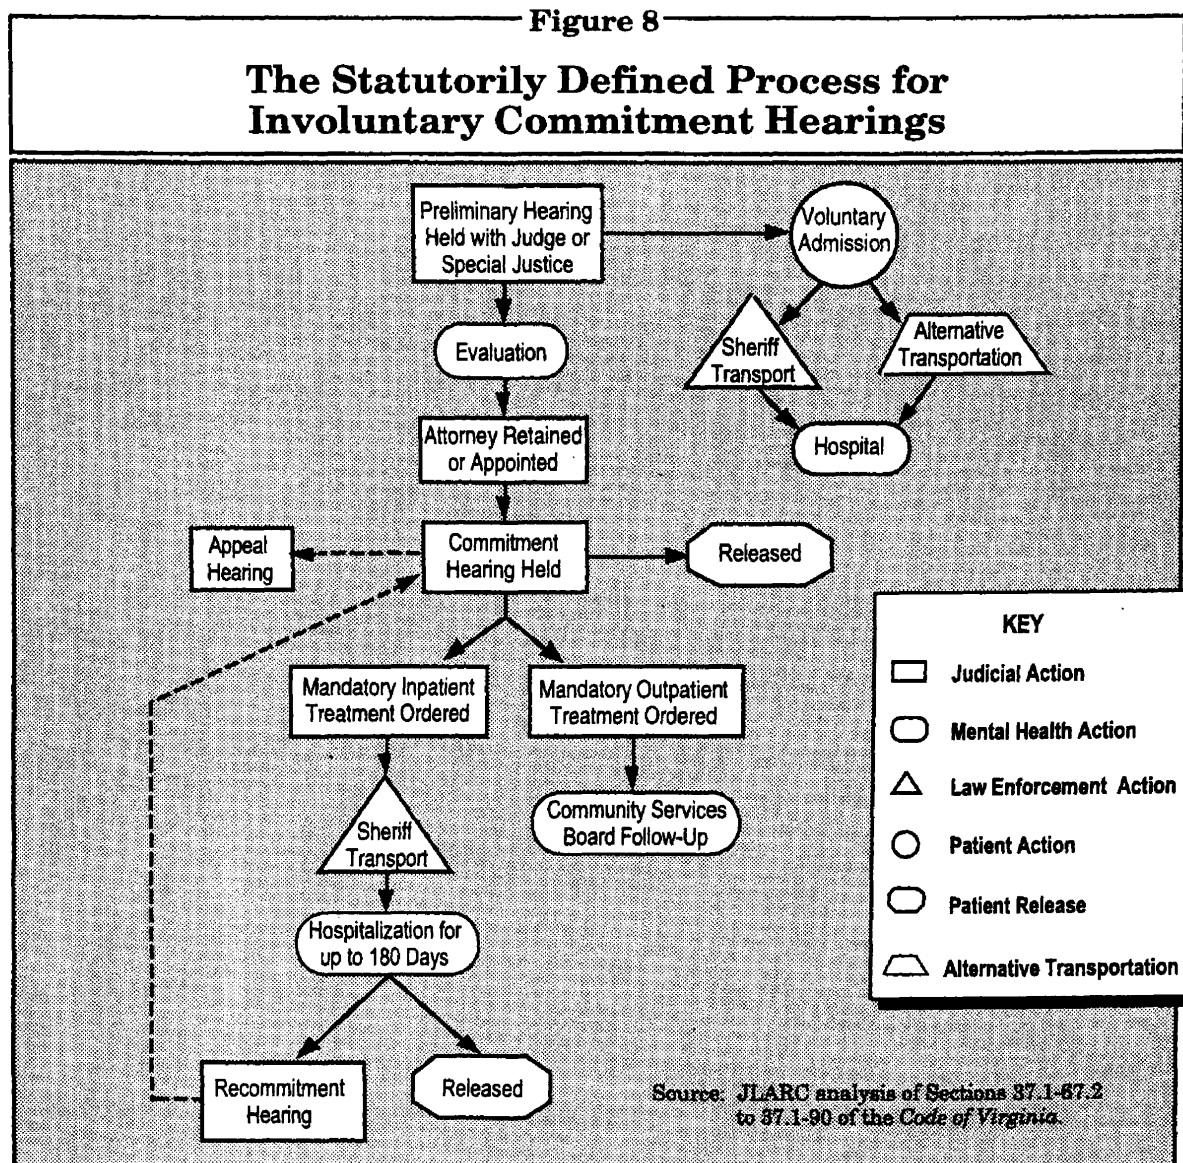 Figure 8
The Statutorily Defined Process for
Involuntary Commitment Hearings
Preliminary Hearing
Held with Judge or
Special Justice
Voluntary
Admission
Evaluation
Sheriff
Transport
Alternative
Transportation
Attorney Retained
or Appointed
Hospital
Appeal
Hearing
Commitment
Hearing Held
Released
Mandatory Inpatient
Treatment Ordered
Mandatory Outpatient
Treatment Ordered
Sheriff
Transport
Community Services
Board Follow-Up
Hospitalization for
up to 180 Days
Recommitment
Hearing
Released
KEY
Judicial Action
Mental Health Action
Law Enforcement Action
Patient Action
Patient Release
Alternative Transportation
Source: JLARC analysis of Sections 37.1-67.2
to 37.1-90 of the Code of Virginia.